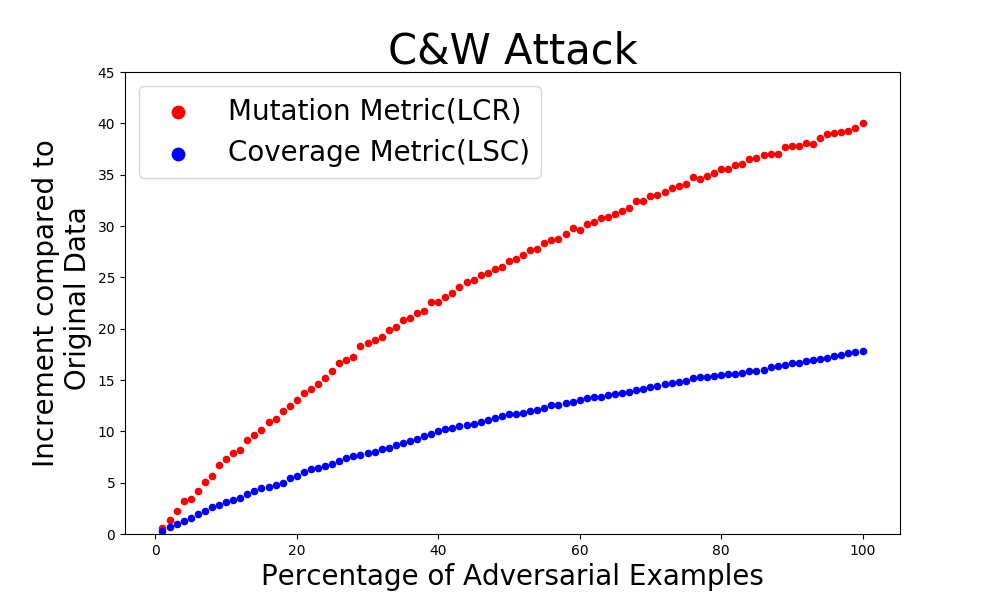 C&W Attack
45
40
35
30
25
20
15
10
5
0
Increment compared to
Original Data
Mutation Metric(LCR)
Coverage Metric(LSC)
0 20 40 60 80 100
Percentage of Adversarial Examples